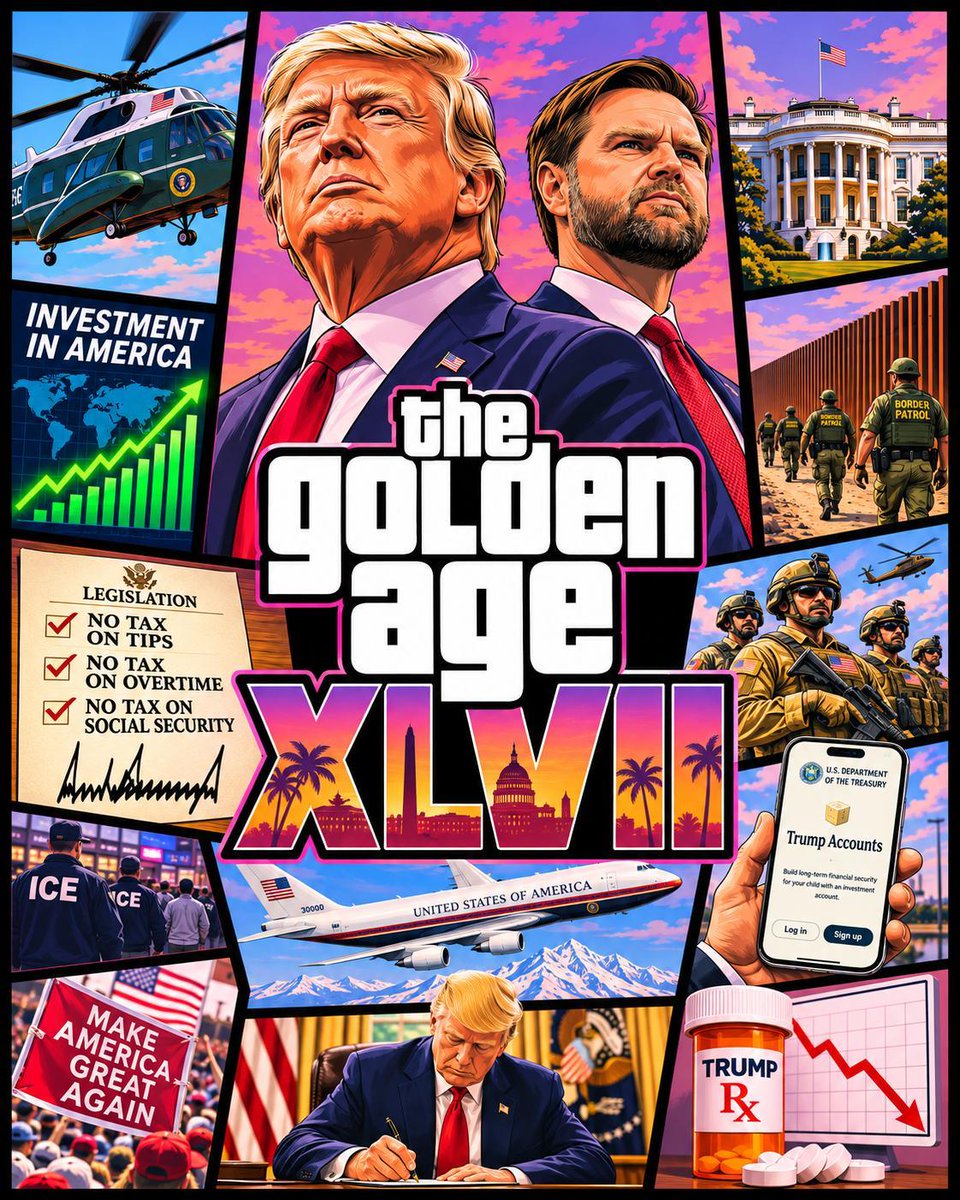 INVESTMENT
IN AMERICA
BORDER
PATROL
BORDER
PATROL
the
golden
age
XLVII
LEGISLATION
NO TAX
ON TIPS
NO TAX
ON OVERTIME
NO TAX ON
SOCIAL SECURITY
U.S. DEPARTMENT
OF THE TREASURY
Trump Accounts
Build long-term financial security
for your child with an investment
account.
Log in
Sign up
ICE
ICE
30000
UNITED STATES OF AMERICA
MAKE
AMERICA
GREAT
AGAIN
TRUMP
Rx